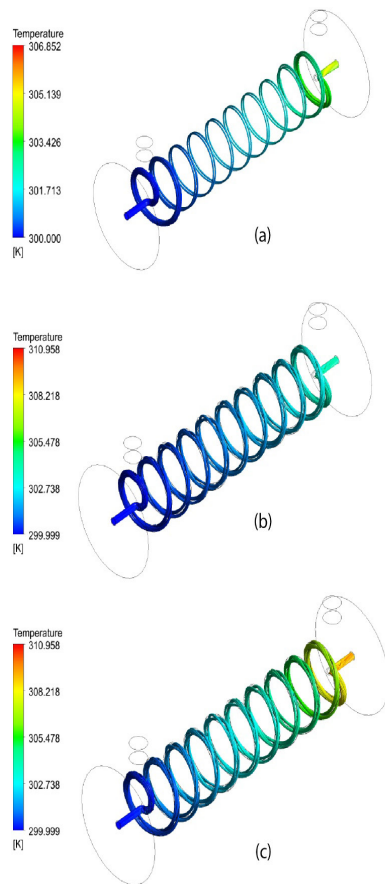 Temperature
306.852
305.139
303.426
301.713
300.000
[K]
(a)
Temperature
310.958
308.218
305.478
302.738
299.999
[K]
(b)
Temperature
310.958
308.218
305.478
302.738
299.999
[K]
(c)